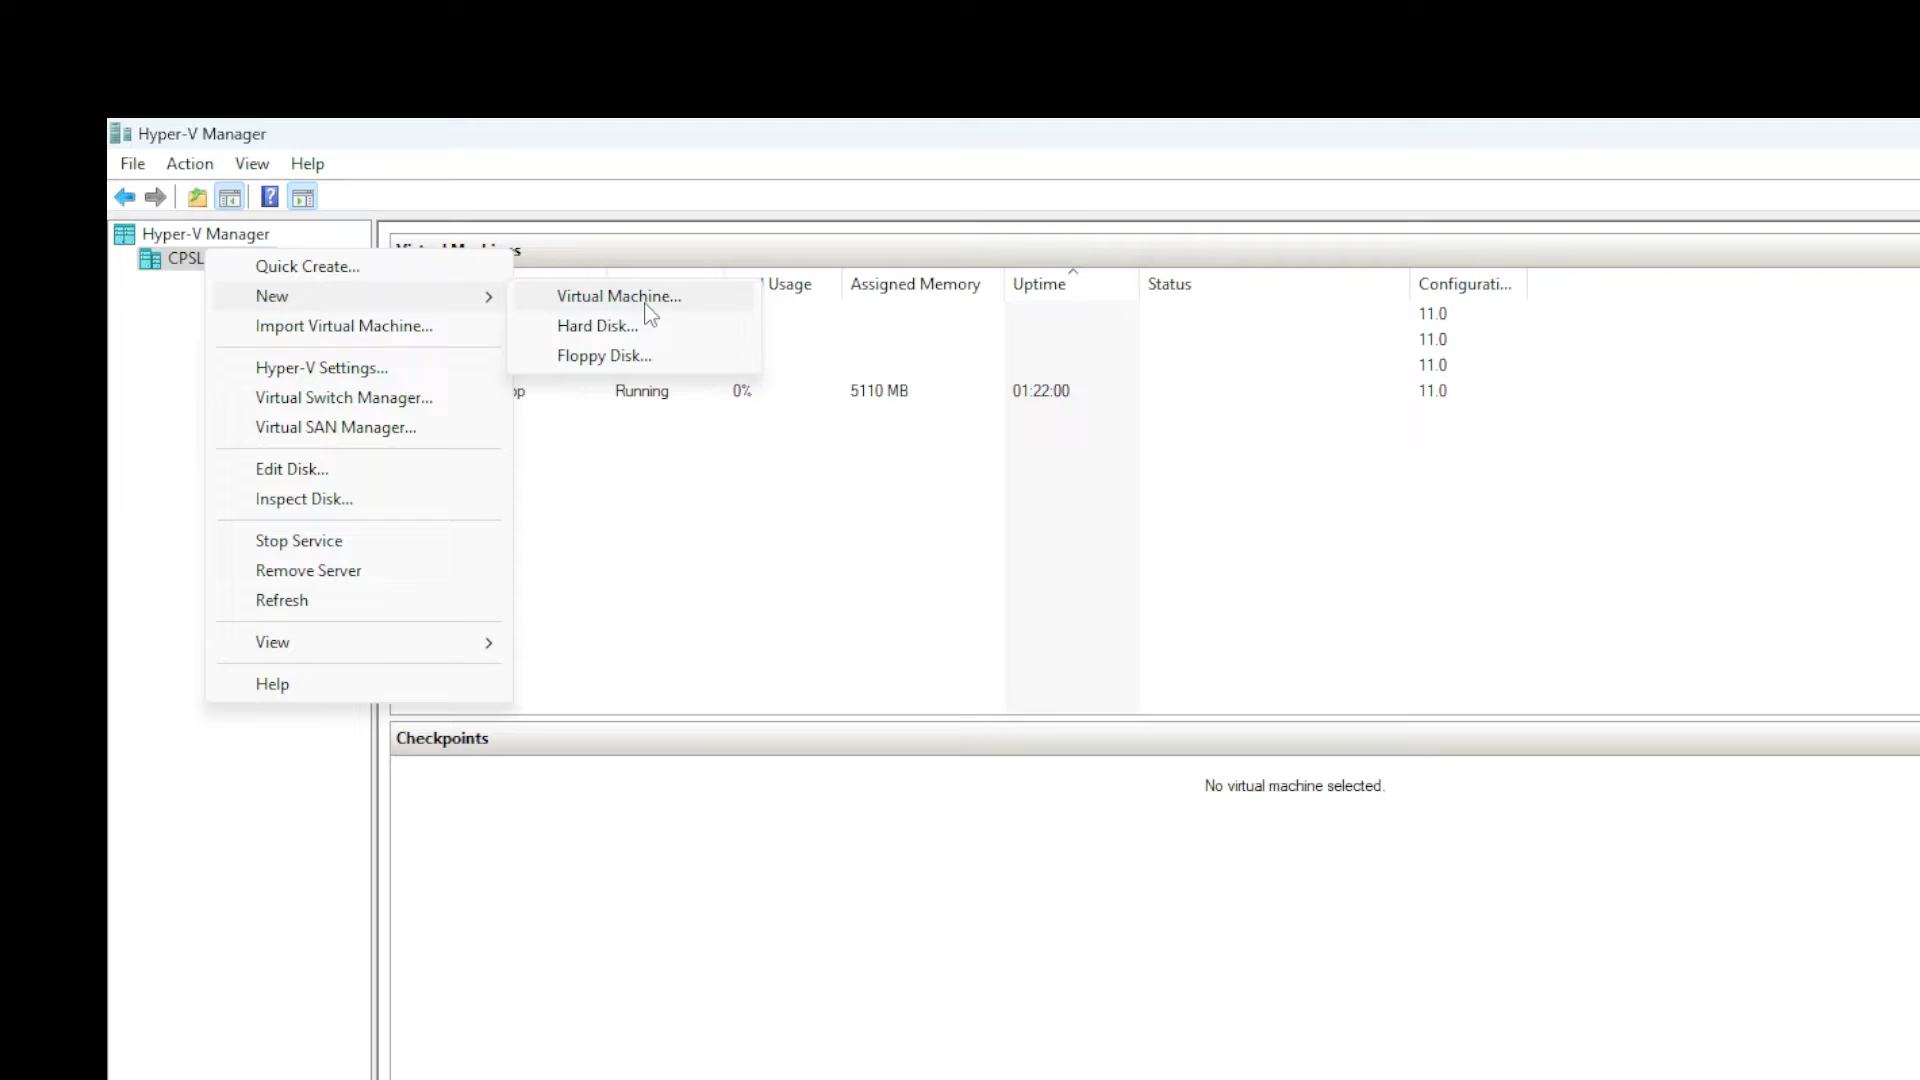 Hyper-V Manager
File Action View Help
Hyper-V Manager
CPSL
Quick Create...
New
Import Virtual Machine...
Hyper-V Settings...
Virtual Switch Manager...
Virtual SAN Manager...
Edit Disk...
Inspect Disk...
Stop Service
Remove Server
Refresh
View
Help
Virtual Machine...
Hard Disk...
Floppy Disk...
Usage Assigned Memory Uptime Status Configurati...
11.0
11.0
11.0
Running 0% 5110 MB 01:22:00 11.0
Checkpoints
No virtual machine selected.